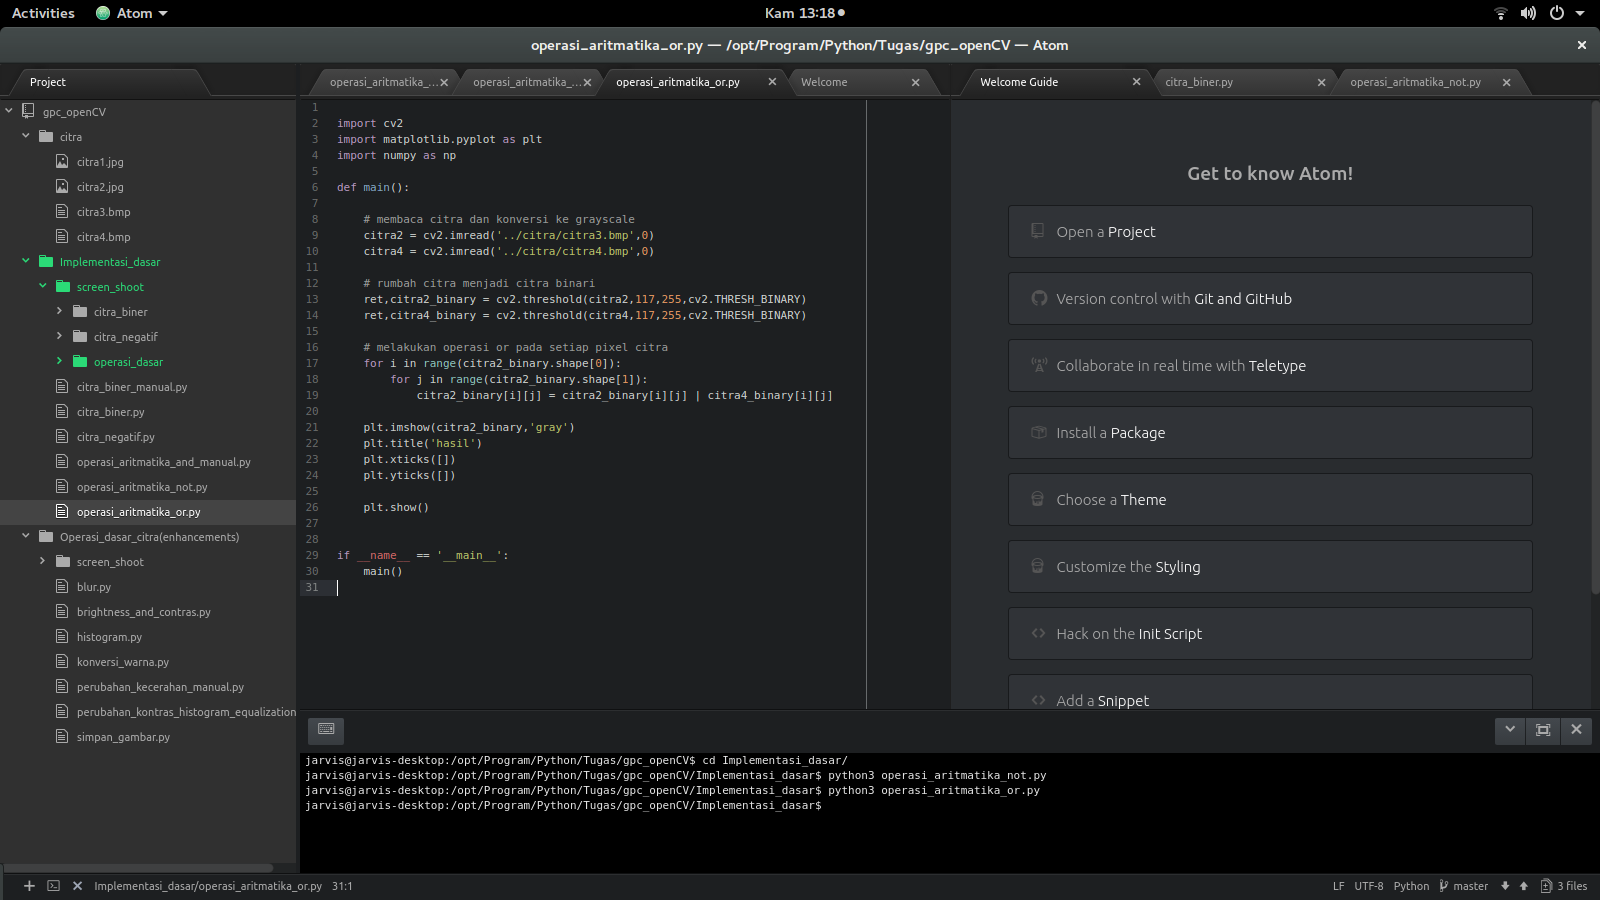 Activities Atom Kam 13:18
operasi_aritmatika_or.py — /opt/Program/Python/Tugas/gpc_openCV — Atom
Project
operasi_aritmatika_... operasi_aritmatika_... operasi_aritmatika_or.py Welcome
Welcome Guide citra_biner.py operasi_aritmatika_not.py
gpc_openCV
citra
citra1.jpg
citra2.jpg
citra3.bmp
citra4.bmp
Implementasi_dasar
screen_shoot
citra_biner
citra_negatif
operasi_dasar
citra_biner_manual.py
citra_biner.py
citra_negatif.py
operasi_aritmatika_and_manual.py
operasi_aritmatika_not.py
operasi_aritmatika_or.py
Operasi_dasar_citra(enhancements)
screen_shoot
blur.py
brightness_and_contras.py
histogram.py
konversi_warna.py
perubahan_kecerahan_manual.py
perubahan_kontras_histogram_equalization
simpan_gambar.py
1
2 import cv2
3 import matplotlib.pyplot as plt
4 import numpy as np
5
6 def main():
7
8 # membaca citra dan konversi ke grayscale
9 citra2 = cv2.imread('../citra/citra3.bmp',0)
10 citra4 = cv2.imread('../citra/citra4.bmp',0)
11
12 # rumbah citra menjadi citra binari
13 ret,citra2_binary = cv2.threshold(citra2,117,255,cv2.THRESH_BINARY)
14 ret,citra4_binary = cv2.threshold(citra4,117,255,cv2.THRESH_BINARY)
15
16 # melakukan operasi or pada setiap pixel citra
17 for i in range(citra2_binary.shape[0]):
18 for j in range(citra2_binary.shape[1]):
19 citra2_binary[i][j] = citra2_binary[i][j] | citra4_binary[i][j]
20
21 plt.imshow(citra2_binary,'gray')
22 plt.title('hasil')
23 plt.xticks([])
24 plt.yticks([])
25
26 plt.show()
27
28
29 if __name__ == '__main__':
30 main()
31
Get to know Atom!
Open a Project
Version control with Git and GitHub
Collaborate in real time with Teletype
Install a Package
Choose a Theme
Customize the Styling
Hack on the Init Script
Add a Snippet
jarvis@jarvis-desktop:/opt/Program/Python/Tugas/gpc_openCV$ cd Implementasi_dasar/
jarvis@jarvis-desktop:/opt/Program/Python/Tugas/gpc_openCV/Implementasi_dasar$ python3 operasi_aritmatika_not.py
jarvis@jarvis-desktop:/opt/Program/Python/Tugas/gpc_openCV/Implementasi_dasar$ python3 operasi_aritmatika_or.py
jarvis@jarvis-desktop:/opt/Program/Python/Tugas/gpc_openCV/Implementasi_dasar$
Implementasi_dasar/operasi_aritmatika_or.py 31:1
LF UTF-8 Python master 3 files